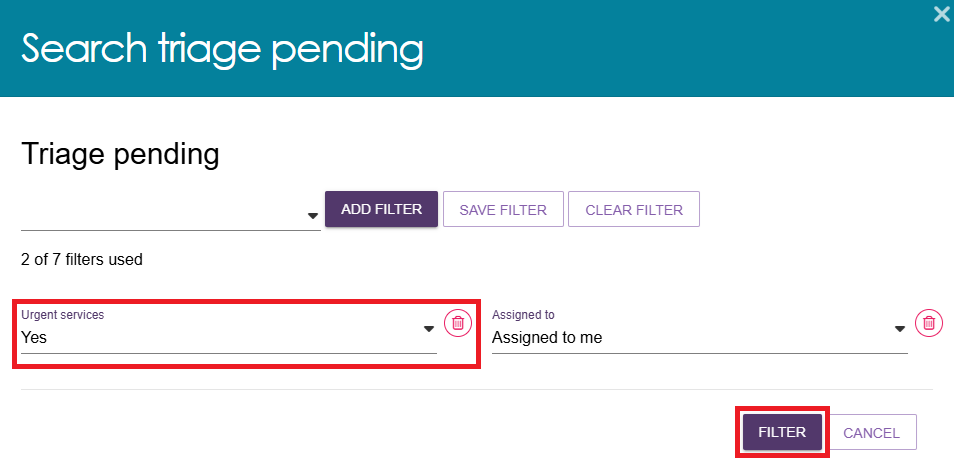 Search triage pending
Triage pending
ADD FILTER SAVE FILTER CLEAR FILTER
2 of 7 filters used
Urgent services Assigned to
Yes Assigned to me
FILTER CANCEL